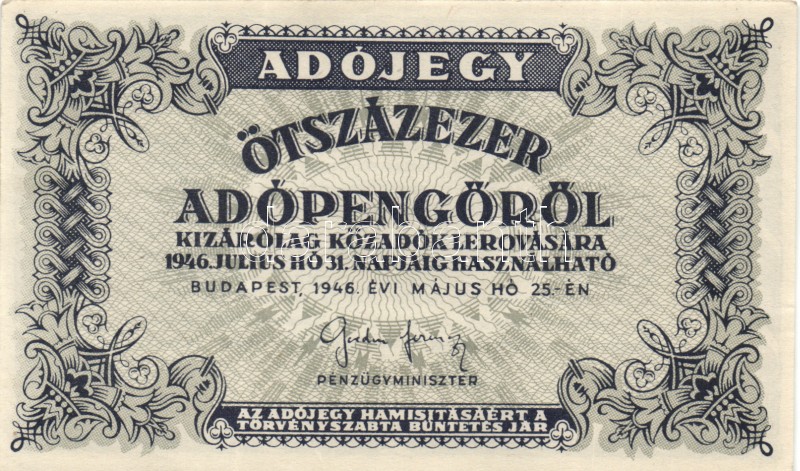 ADÓJEGY
ÖTSZÁZEZER
ADÓPENGŐRŐL
KIZÁRÓLAG KÖZADÓK LEROVÁSÁRA
1946. JULIUS HÓ 31. NAPJÁIG HASZNÁLHATÓ
BUDAPEST, 1946. ÉVI MÁJUS HÓ 25.-ÉN
PÉNZÜGYMINISZTER
AZ ADÓJEGY HAMISITÁSAÉRT A
TÖRVÉNYSZABTA BÜNTETÉS JÁR